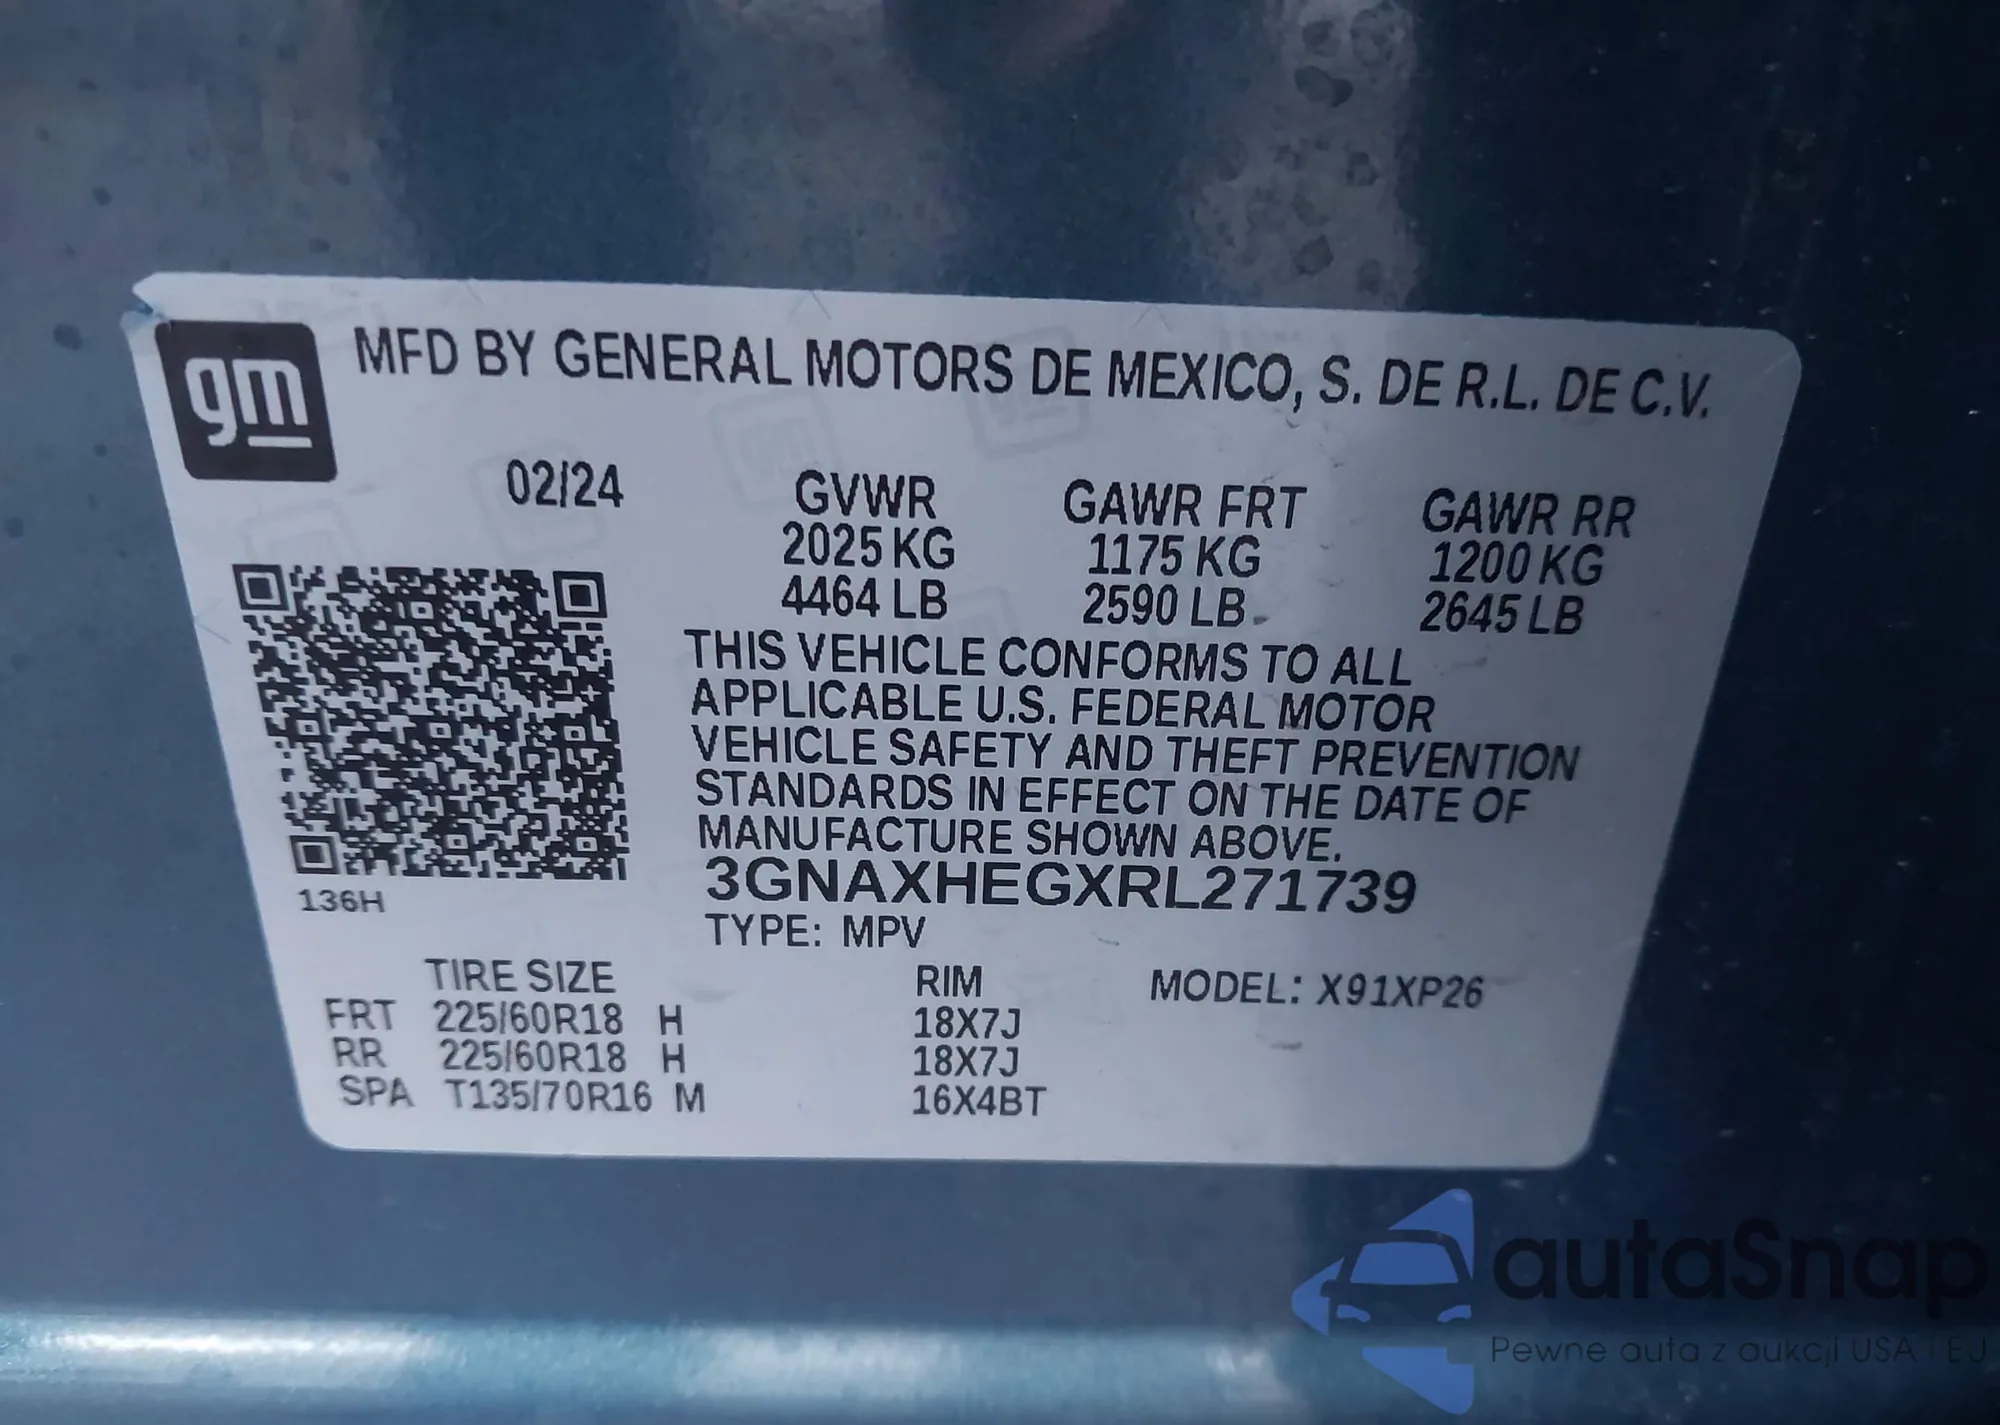 gm
MFD BY GENERAL MOTORS DE MEXICO, S. DE R.L. DE C.V.
02/24
GVWR GAWR FRT GAWR RR
2025 KG 1175 KG 1200 KG
4464 LB 2590 LB 2645 LB
THIS VEHICLE CONFORMS TO ALL
APPLICABLE U.S. FEDERAL MOTOR
VEHICLE SAFETY AND THEFT PREVENTION
STANDARDS IN EFFECT ON THE DATE OF
MANUFACTURE SHOWN ABOVE.
3GNAXHEGXRL271739
136H
TYPE: MPV
TIRE SIZE RIM MODEL: X91XP26
FRT 225/60R18 H 18X7J
RR 225/60R18 H 18X7J
SPA T135/70R16 M 16X4BT
autoSnap
Pewne auta z aukcji USA i EU